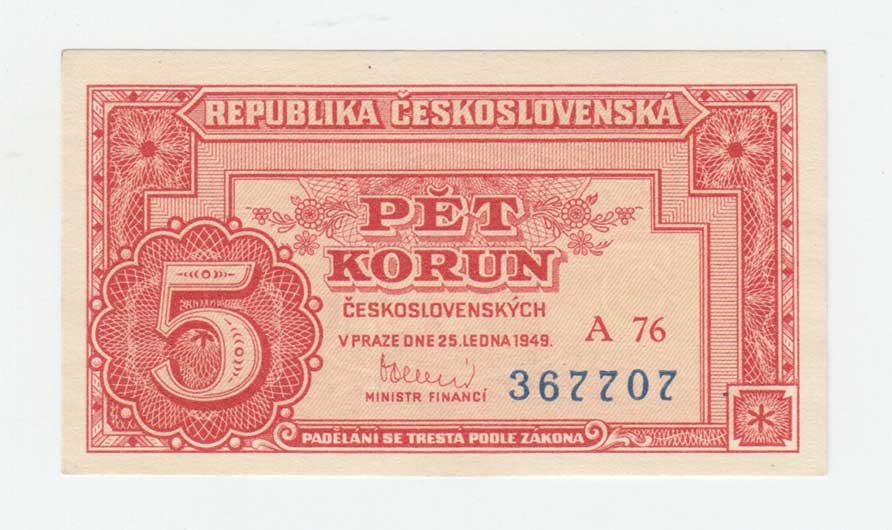 REPUBLIKA ČESKOSLOVENSKÁ
PĚT
KORUN
ČESKOSLOVENSKÝCH
V PRAZE DNE 25. LEDNA 1949.
A 76
5
MINISTR FINANCÍ
367707
PADĚLÁNÍ SE TRESTÁ PODLE ZÁKONA